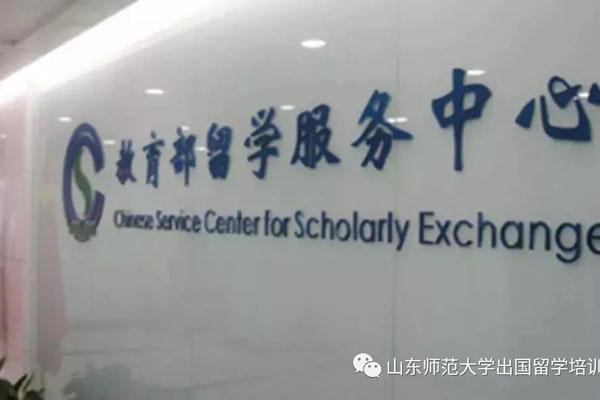 教育部留学服务中心
Chinese Service Center for Scholarly Exchange
山东师范大学出国留学培训